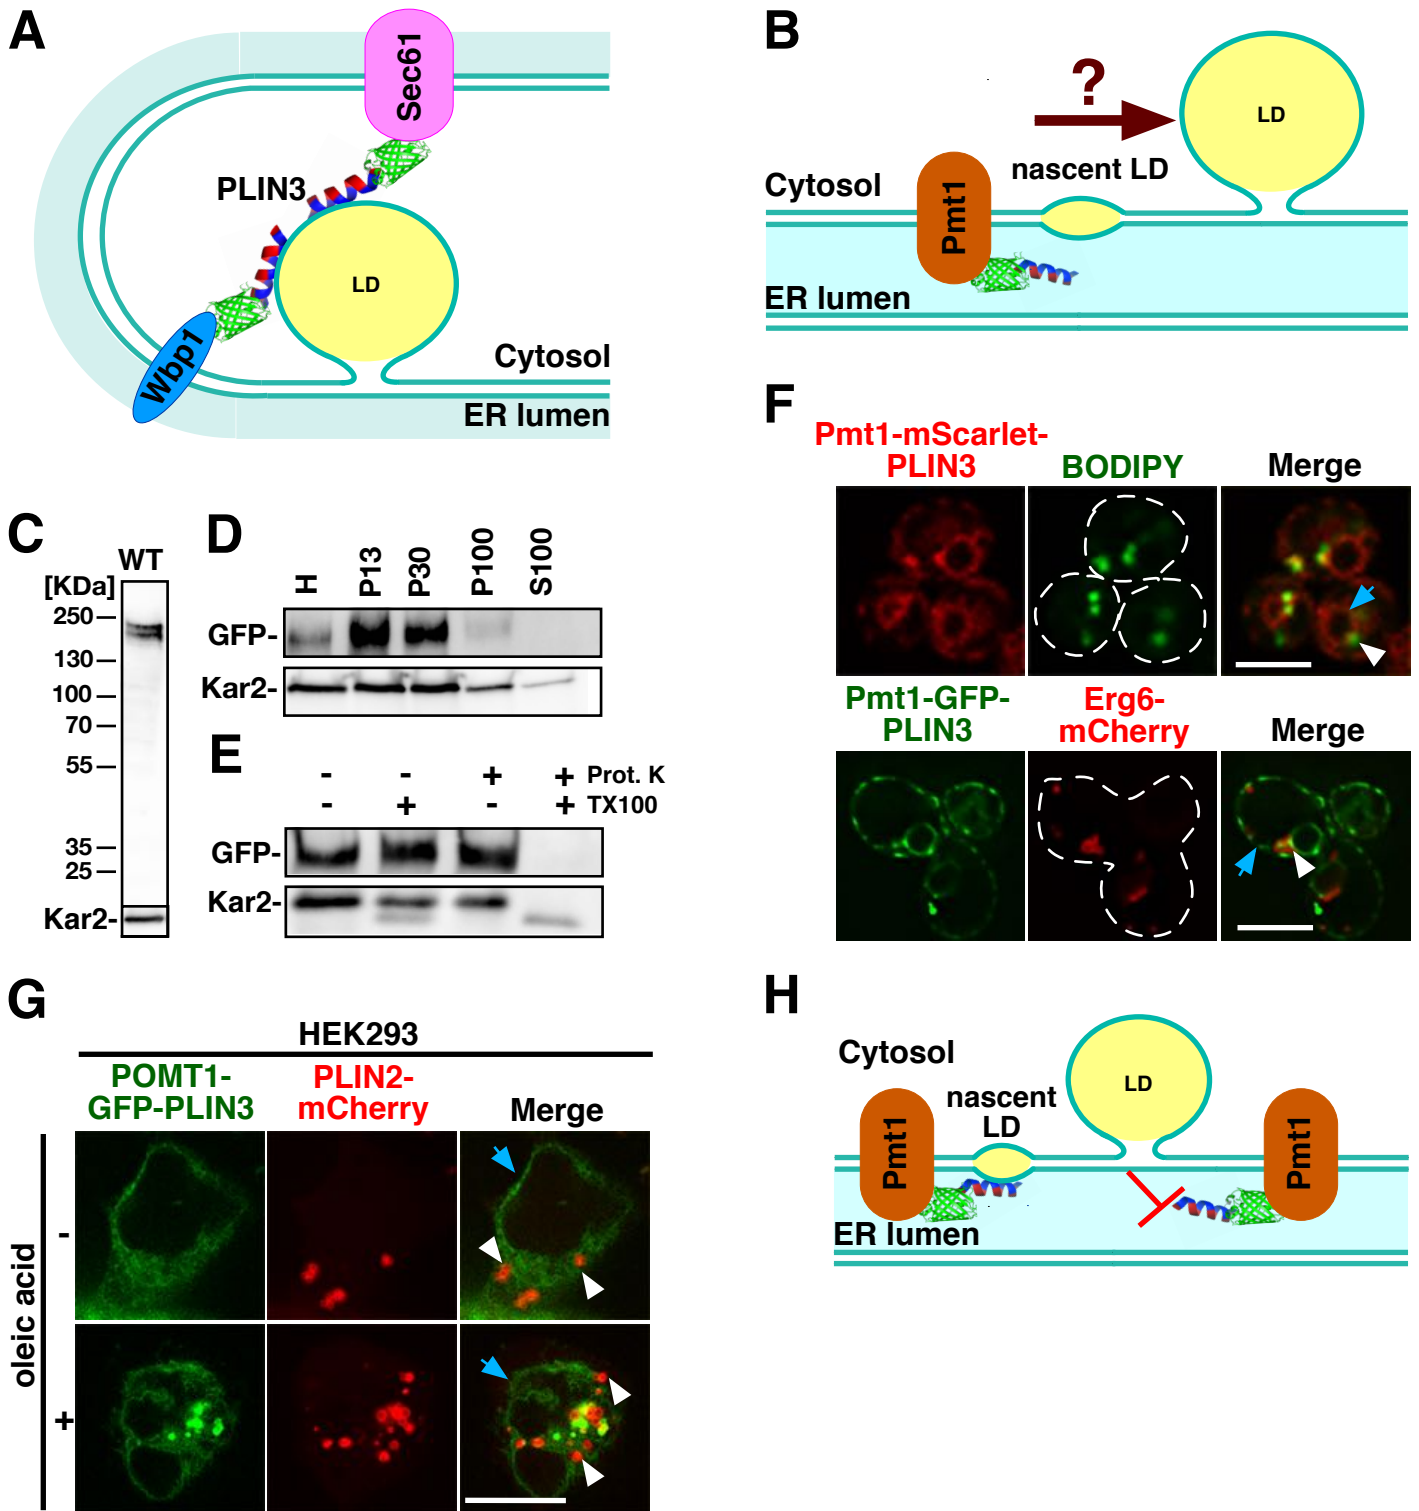 A
Sec61
PLIN3
LD
Wbp1
Cytosol
ER lumen
B
?
LD
nascent LD
Cytosol
Pmt1
ER lumen
C
WT
[KDa]
250
130
100
70
55
35
25
Kar2-
D
H
P13
P30
P100
S100
GFP-
Kar2-
E
- - + + Prot. K
- + - + TX100
GFP-
Kar2-
F
Pmt1-mScarlet-
PLIN3
BODIPY
Merge
Pmt1-GFP-
PLIN3
Erg6-
mCherry
Merge
G
HEK293
POMT1-
GFP-PLIN3
PLIN2-
mCherry
Merge
oleic acid
-
+
H
Cytosol
LD
nascent
LD
Pmt1
Pmt1
ER lumen